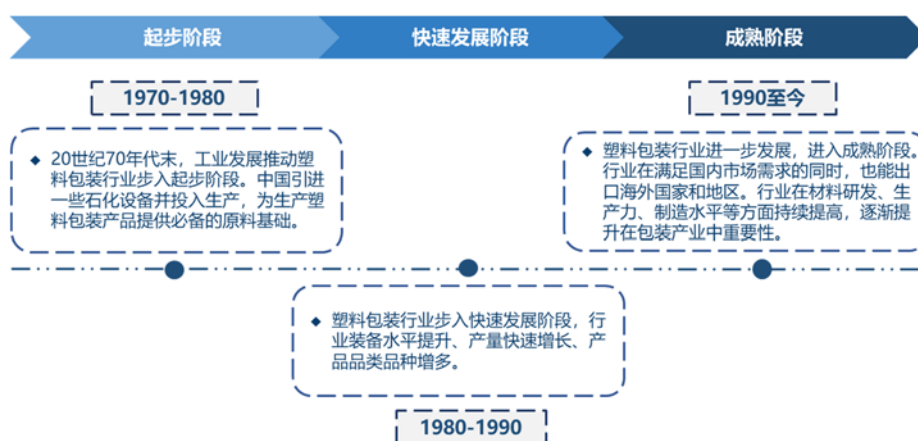 起步阶段
快速发展阶段
成熟阶段
1970-1980
◆ 20世纪70年代末，工业发展推动塑
料包装行业步入起步阶段。中国引进
一些石化设备并投入生产，为生产塑
料包装产品提供必备的原料基础。
1990至今
◆ 塑料包装行业进一步发展，进入成熟阶段。
行业在满足国内市场需求的同时，也能出
口海外国家和地区。行业在材料研发、生
产力、制造水平等方面持续提高，逐渐提
升在包装产业中重要性。
◆ 塑料包装行业步入快速发展阶段，行
业装备水平提升、产量快速增长、产
品品类品种增多。
1980-1990